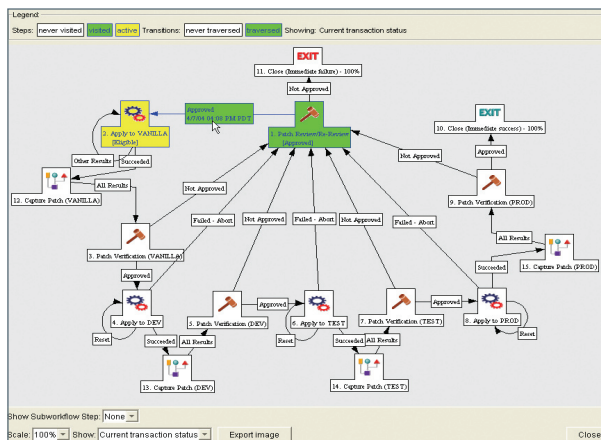 Legend
Steps: never visited visited active Transitions: never traversed traversed Showing: Current transaction status
EXIT
11. Close (Immediate failure) - 100%
Not Approved
Approved
4/7/04 04:08 PM PDT
2. Apply to VANILLA
[Eligible]
1. Patch Review/Re-Review
[Approved]
EXIT
10. Close (Immediate success) - 100%
Other Results
Succeeded
Approved
Not Approved
12. Capture Patch (VANILLA)
All Results
Not Approved
Failed - Abort
Not Approved
Failed - Abort
Not Approved
Failed - Abort
9. Patch Verification (PROD)
All Results
3. Patch Verification (VANILLA)
Succeeded
15. Capture Patch (PROD)
Approved
4. Apply to DEV
5. Patch Verification (DEV)
Approved
6. Apply to TEST
7. Patch Verification (TEST)
Approved
8. Apply to PROD
Reset
Succeeded
All Results
Reset
Succeeded
All Results
Reset
13. Capture Patch (DEV)
14. Capture Patch (TEST)
Show Subworkflow Step: None
Scale: 100% Show: Current transaction status Export image Close